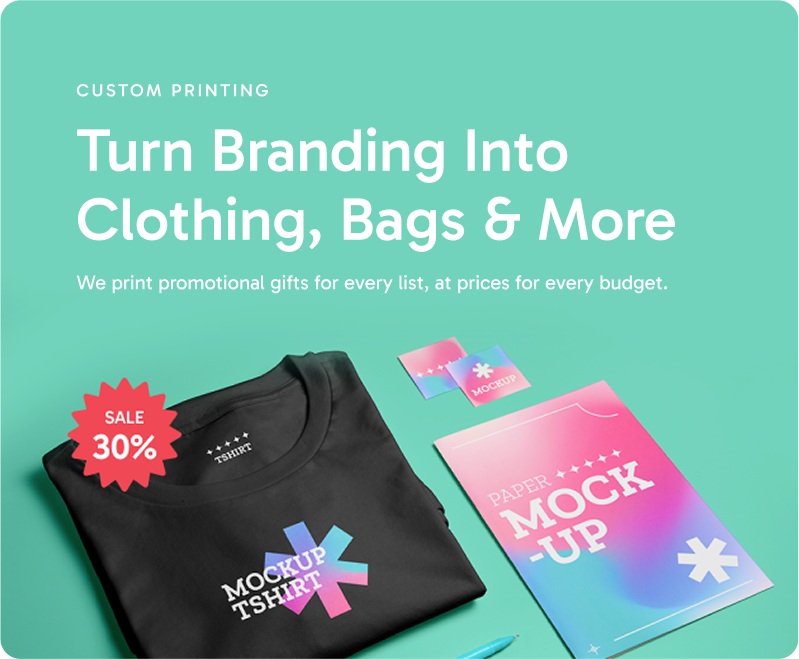 CUSTOM PRINTING
Turn Branding Into
Clothing, Bags & More
We print promotional gifts for every list, at prices for every budget.
SALE
30%
TSHIRT
MOCKUP
TSHIRT
MOCKUP
PAPER
MOCK
-UP